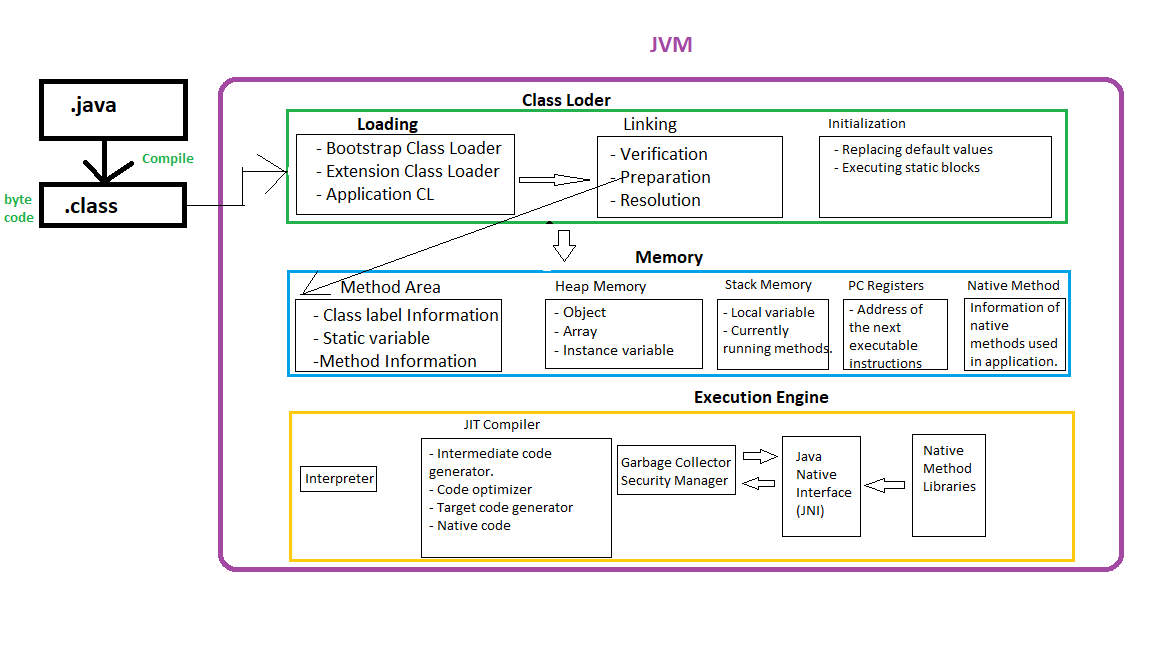 JVM
.java
Compile
byte
code
.class
Class Loder
Loading
- Bootstrap Class Loader
- Extension Class Loader
- Application CL
Linking
- Verification
- Preparation
- Resolution
Initialization
- Replacing default values
- Executing static blocks
Memory
Method Area
- Class label Information
- Static variable
-Method Information
Heap Memory
- Object
- Array
- Instance variable
Stack Memory
- Local variable
- Currently
running methods.
PC Registers
- Address of
the next
executable
instructions
Native Method
Information of
native
methods used
in application.
Execution Engine
Interpreter
JIT Compiler
- Intermediate code
generator.
- Code optimizer
- Target code generator
- Native code
Garbage Collector
Security Manager
Java
Native
Interface
(JNI)
Native
Method
Libraries